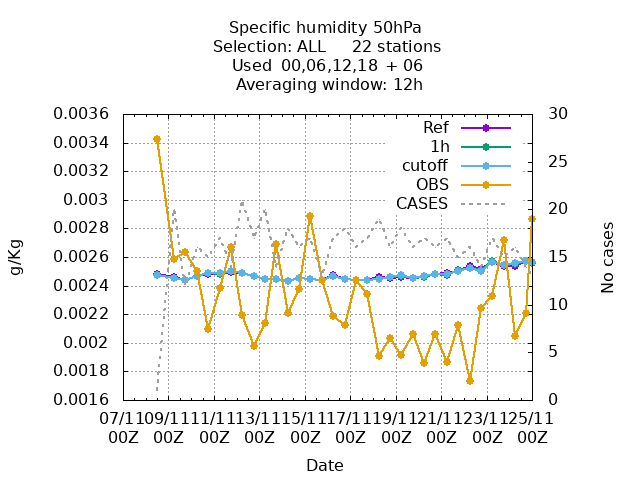 Specific humidity 50hPa
Selection: ALL 22 stations
Used 00,06,12,18 + 06
Averaging window: 12h
0.0036
0.0034
0.0032
0.003
0.0028
0.0026
0.0024
0.0022
0.002
0.0018
0.0016
g/Kg
30
25
20
15
10
5
0
No cases
Ref
1h
cutoff
OBS
CASES
07/11 09/11 11/11 13/11 15/11 17/11 19/11 21/11 23/11 25/11
00Z 00Z 00Z 00Z 00Z 00Z 00Z 00Z 00Z 00Z
Date